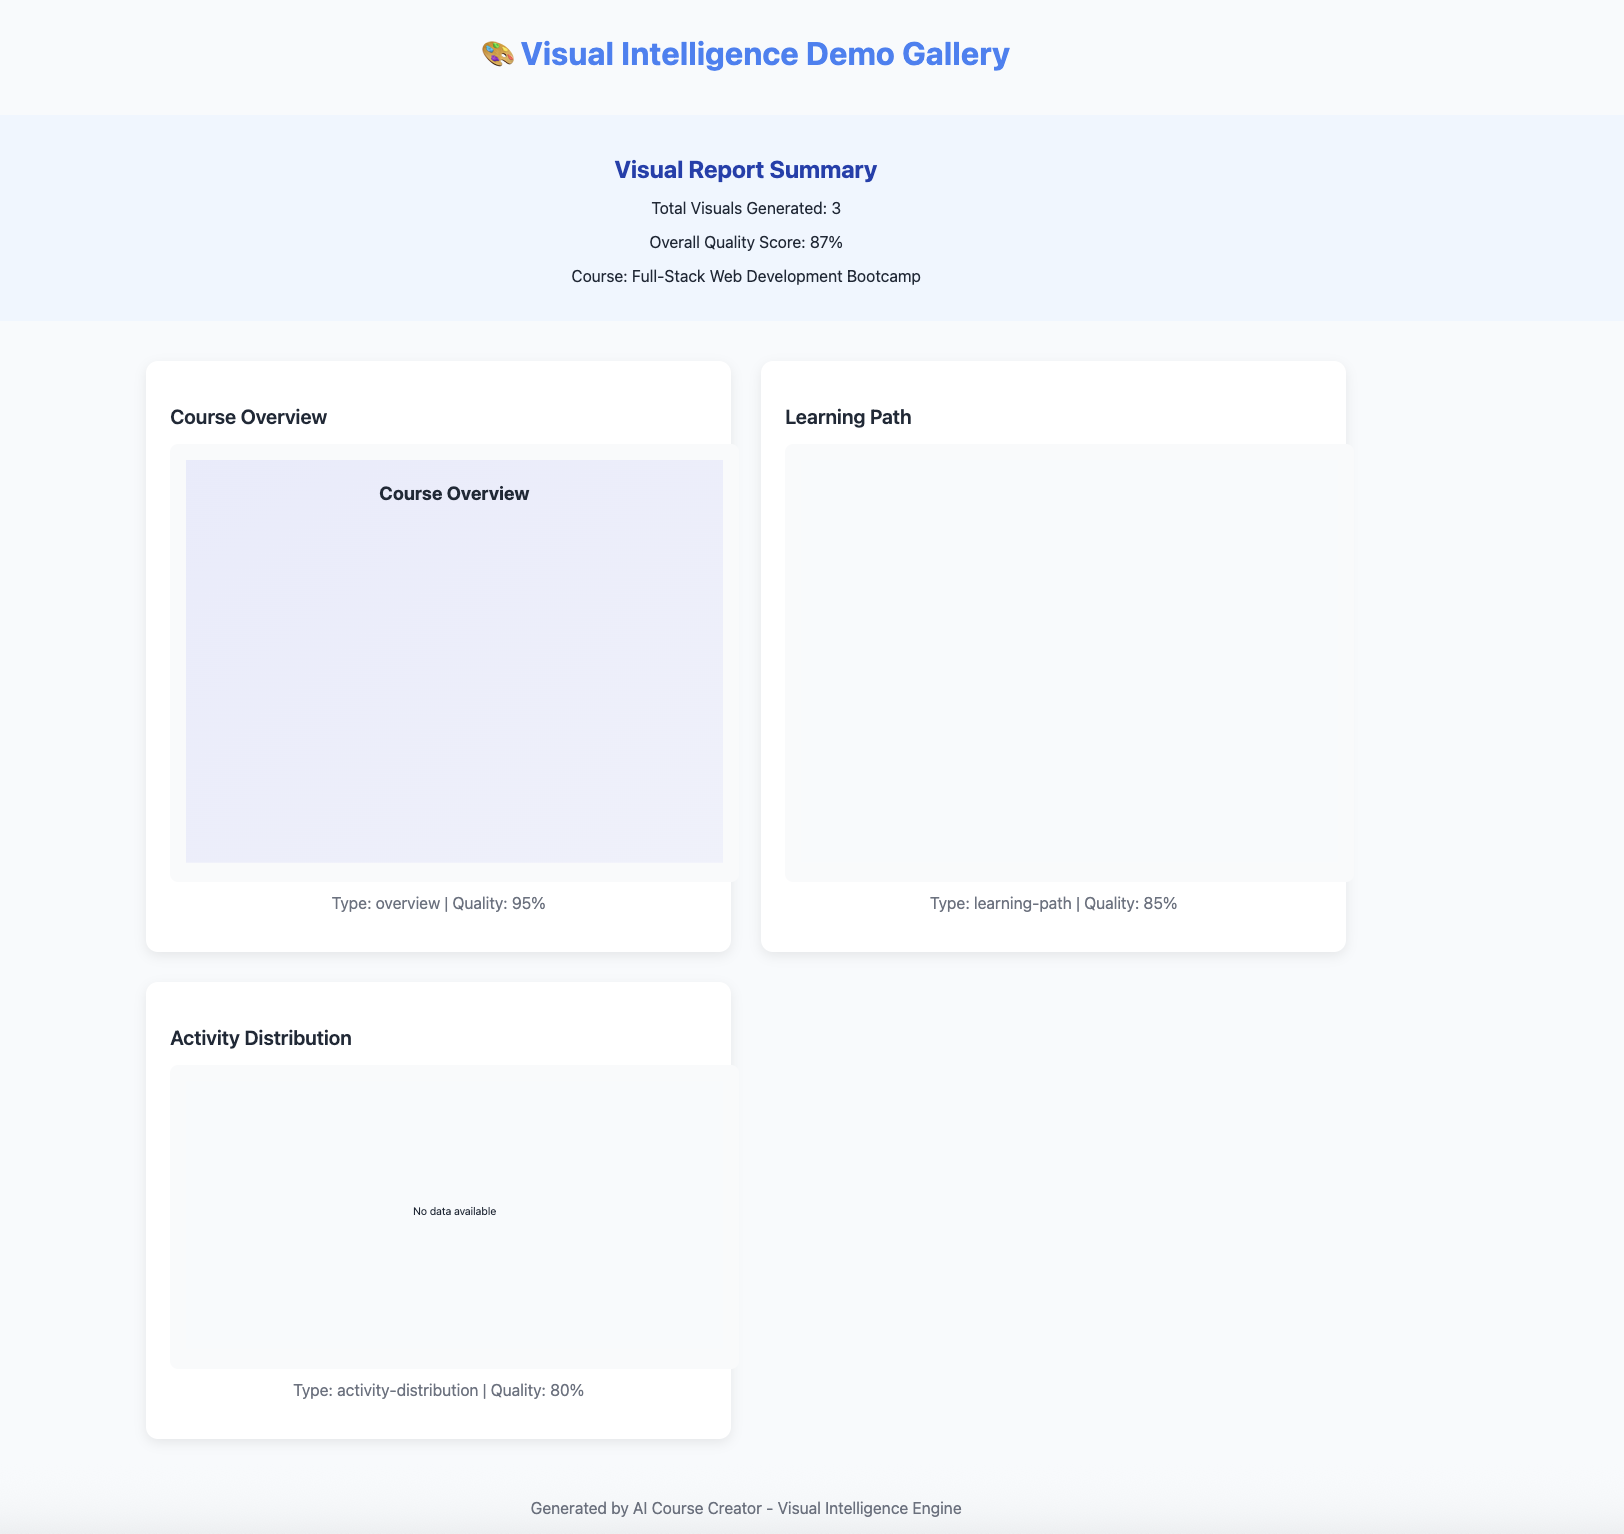 🎨 Visual Intelligence Demo Gallery
Visual Report Summary
Total Visuals Generated: 3
Overall Quality Score: 87%
Course: Full-Stack Web Development Bootcamp
Course Overview
Course Overview
Type: overview | Quality: 95%
Learning Path
Type: learning-path | Quality: 85%
Activity Distribution
No data available
Type: activity-distribution | Quality: 80%
Generated by AI Course Creator - Visual Intelligence Engine